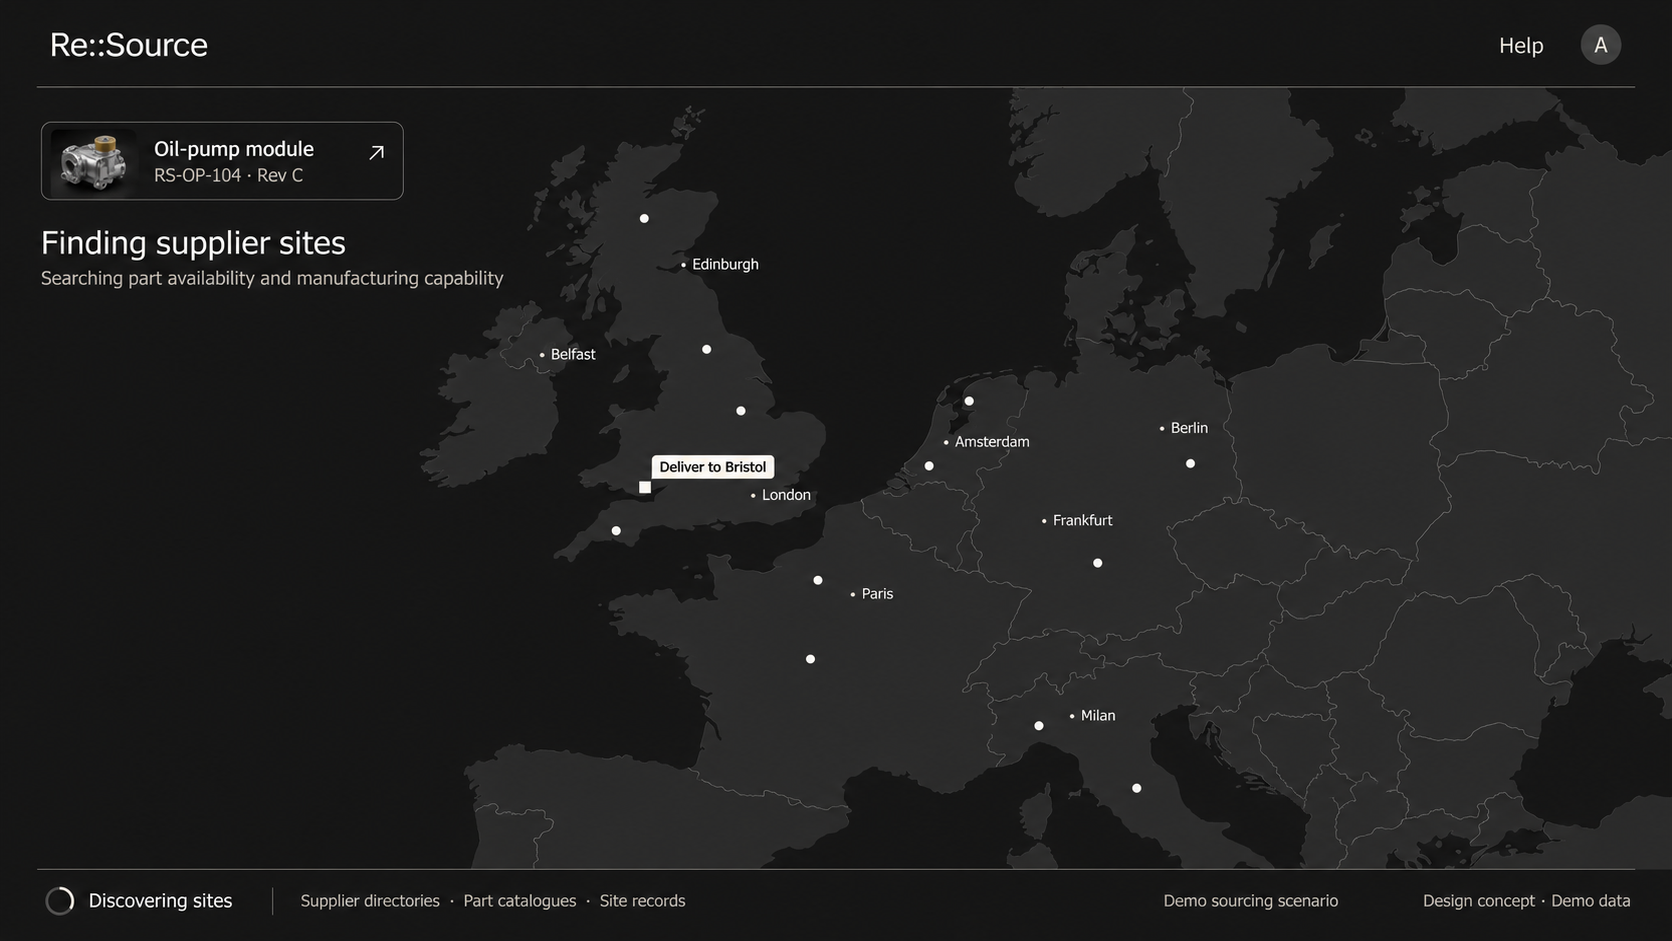 Re::Source
Help
A
Oil-pump module
RS-OP-104 · Rev C
Finding supplier sites
Searching part availability and manufacturing capability
Edinburgh
Belfast
Amsterdam
Berlin
Deliver to Bristol
London
Frankfurt
Paris
Milan
Discovering sites
Supplier directories · Part catalogues · Site records
Demo sourcing scenario
Design concept · Demo data